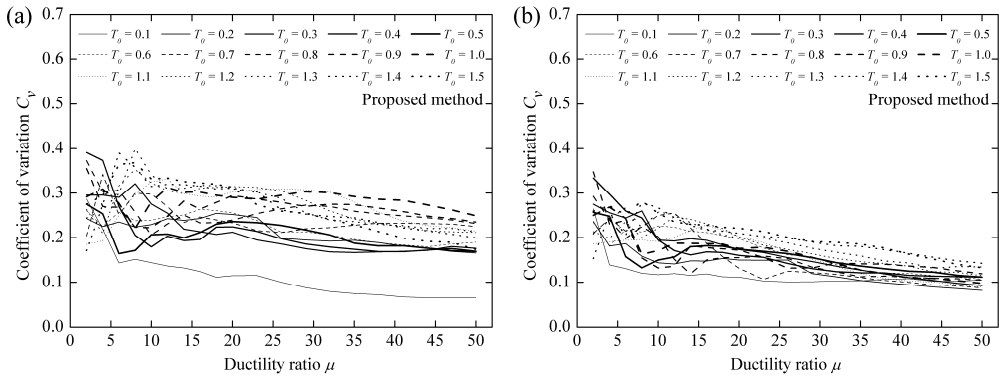 (a)
0.7
0.6
0.5
0.4
0.3
0.2
0.1
0.0
Coefficient of variation Cv
T0 = 0.1 T0 = 0.2 T0 = 0.3 T0 = 0.4 T0 = 0.5
T0 = 0.6 T0 = 0.7 T0 = 0.8 T0 = 0.9 T0 = 1.0
T0 = 1.1 T0 = 1.2 T0 = 1.3 T0 = 1.4 T0 = 1.5
Proposed method
0 5 10 15 20 25 30 35 40 45 50
Ductility ratio μ
(b)
0.7
0.6
0.5
0.4
0.3
0.2
0.1
0.0
Coefficient of variation Cv
T0 = 0.1 T0 = 0.2 T0 = 0.3 T0 = 0.4 T0 = 0.5
T0 = 0.6 T0 = 0.7 T0 = 0.8 T0 = 0.9 T0 = 1.0
T0 = 1.1 T0 = 1.2 T0 = 1.3 T0 = 1.4 T0 = 1.5
Proposed method
0 5 10 15 20 25 30 35 40 45 50
Ductility ratio μ